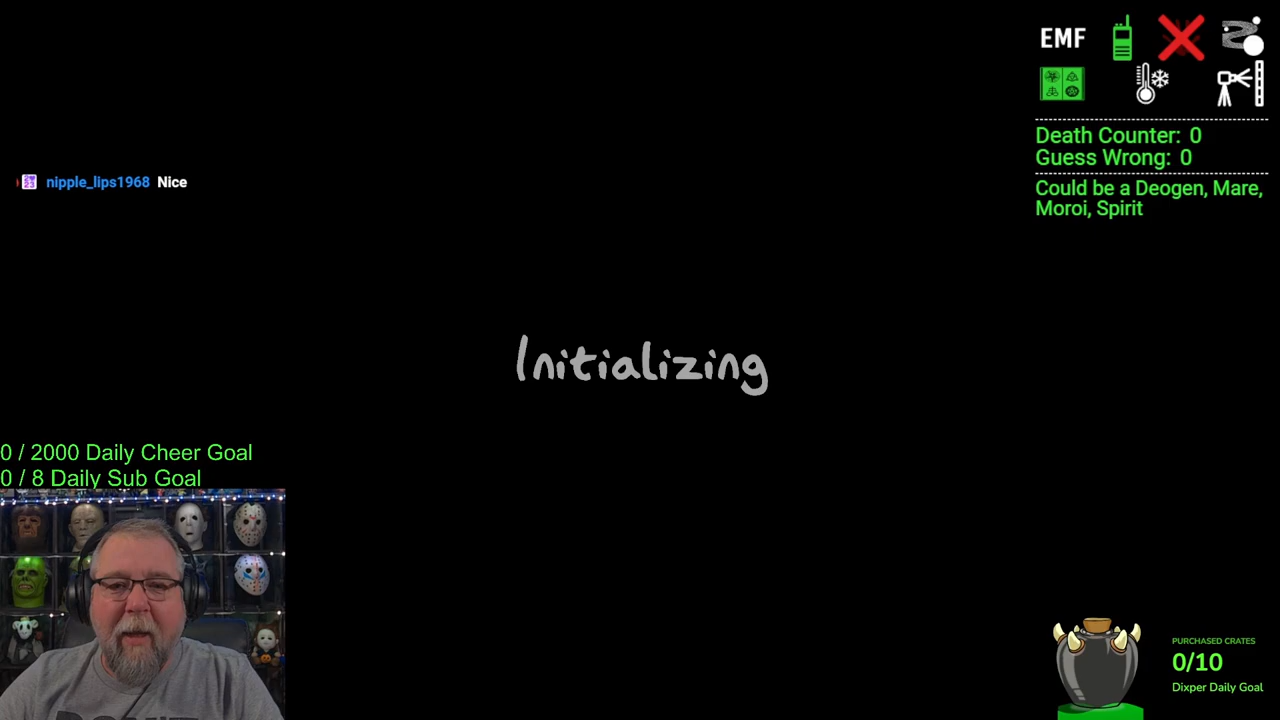 EMF
Death Counter: 0
Guess Wrong: 0
Could be a Deogen, Mare,
Moroi, Spirit
nipple_lips1968 Nice
Initializing
0 / 2000 Daily Cheer Goal
0 / 8 Daily Sub Goal
PURCHASED CRATES
0/10
Dixper Daily Goal